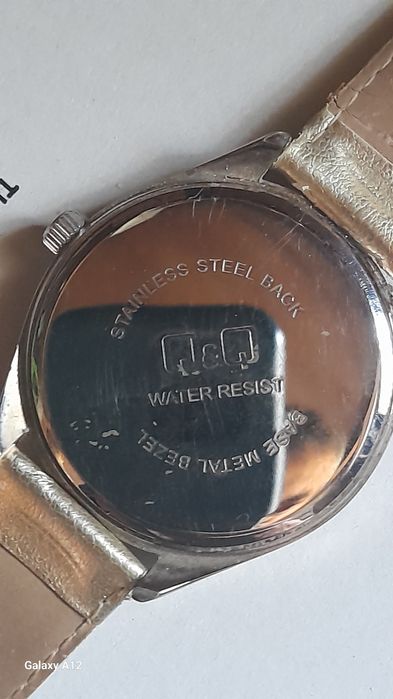 STAINLESS STEEL BACK
Q&Q
WATER RESIST
BASE METAL BEZEL
Galaxy A12